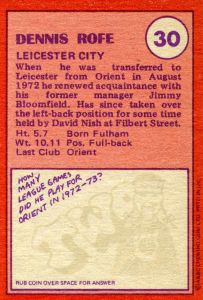 DENNIS ROFE
30
LEICESTER CITY
When he was transferred to
Leicester from Orient in August
1972 he renewed acquaintance with
his former manager Jimmy
Bloomfield. Has since taken over
the left-back position for some time
held by David Nish at Filbert Street.
Ht. 5.7 Born Fulham
Wt. 10.11 Pos. Full-back
Last Club Orient
HOW
MANY
LEAGUE GAMES
DID HE PLAY FOR
ORIENT IN 1972-73?
RUB COIN OVER SPACE FOR ANSWER